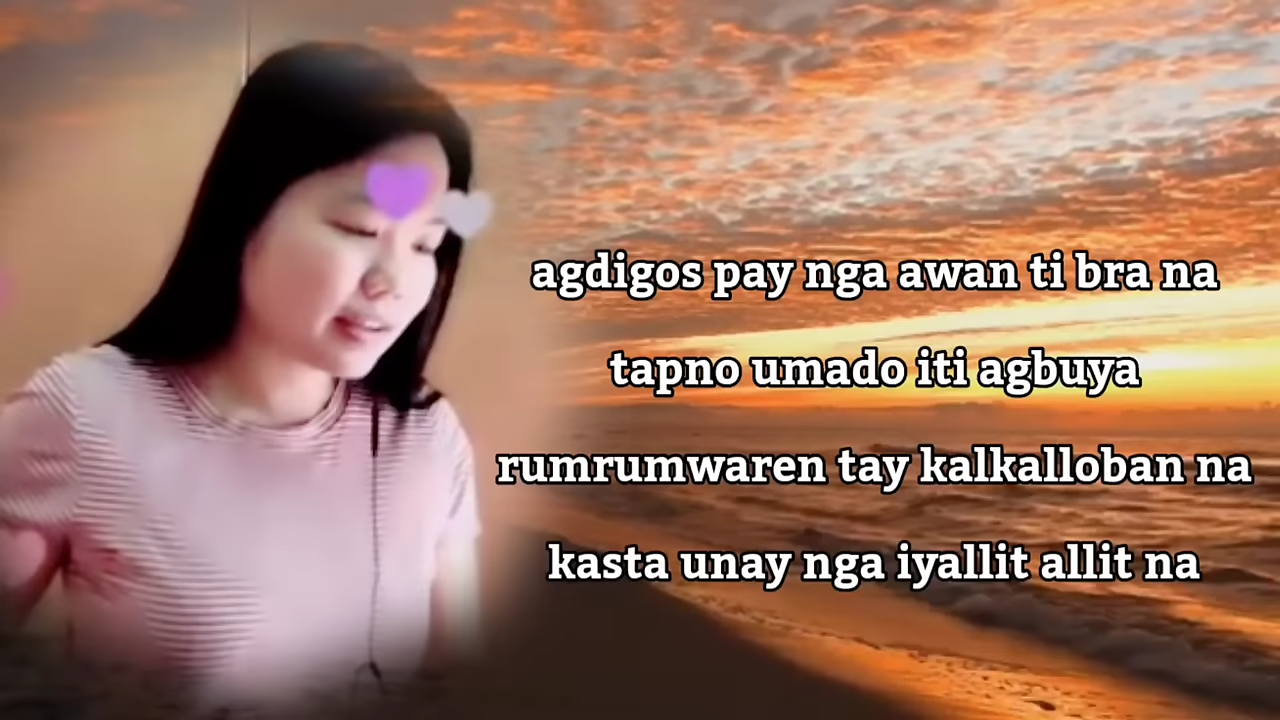 agdigos pay nga awan ti bra na
tapno umado iti agbuya
rumrumwaren tay kalkalloban na
kasta unay nga iyallit allit na